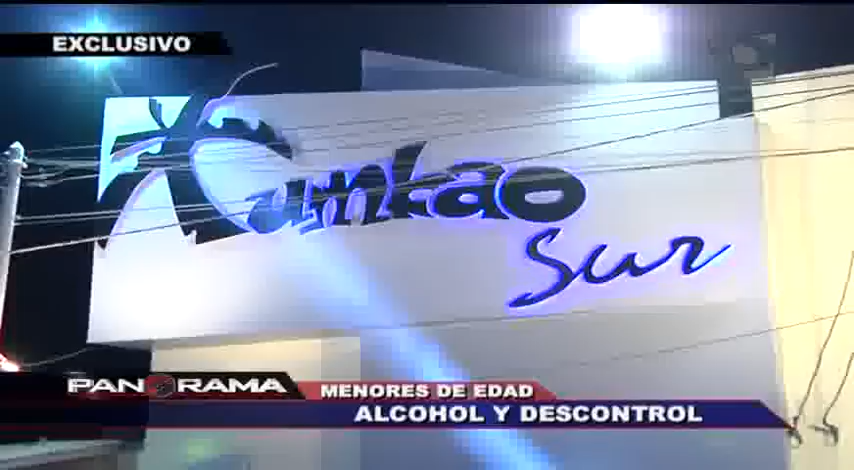 EXCLUSIVO
Sur
PANORAMA
MENORES DE EDAD
ALCOHOL Y DESCONTROL